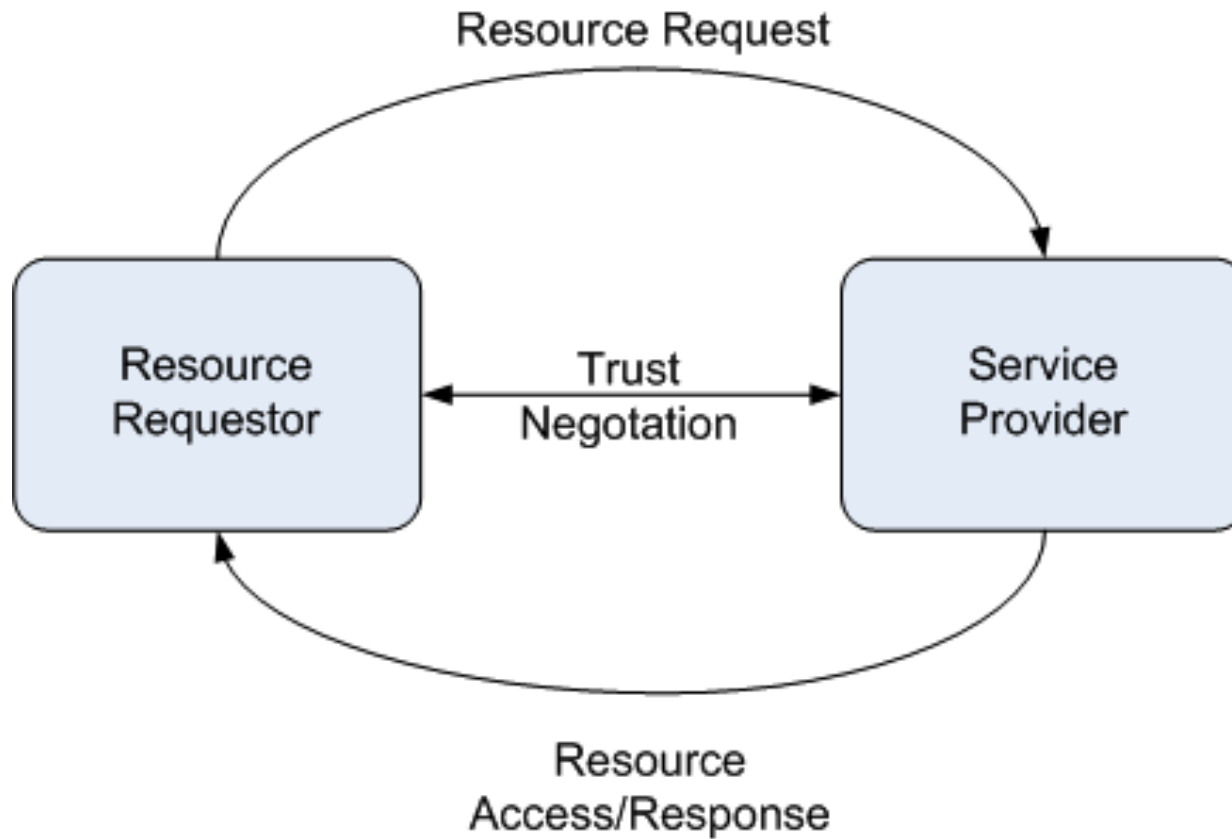 Resource Request
Resource
Requestor
Trust
Negotation
Service
Provider
Resource
Access/Response